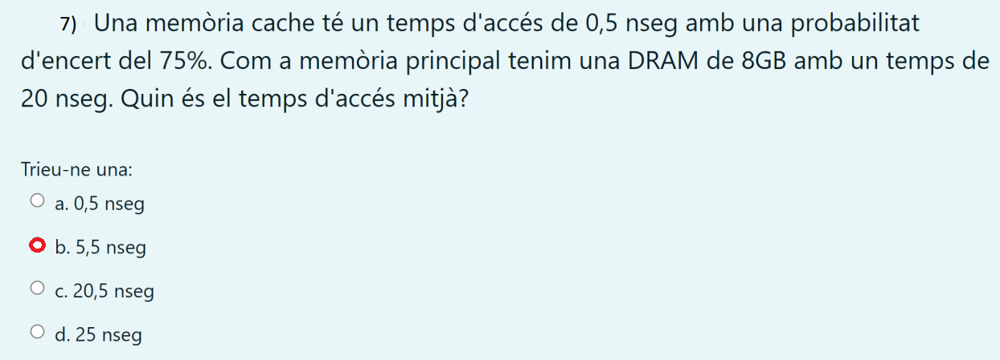 7) Una memòria cache té un temps d'accés de 0,5 nseg amb una probabilitat
d'encert del 75%. Com a memòria principal tenim una DRAM de 8GB amb un temps de
20 nseg. Quin és el temps d'accés mitjà?
Trieu-ne una:
a. 0,5 nseg
b. 5,5 nseg
c. 20,5 nseg
d. 25 nseg